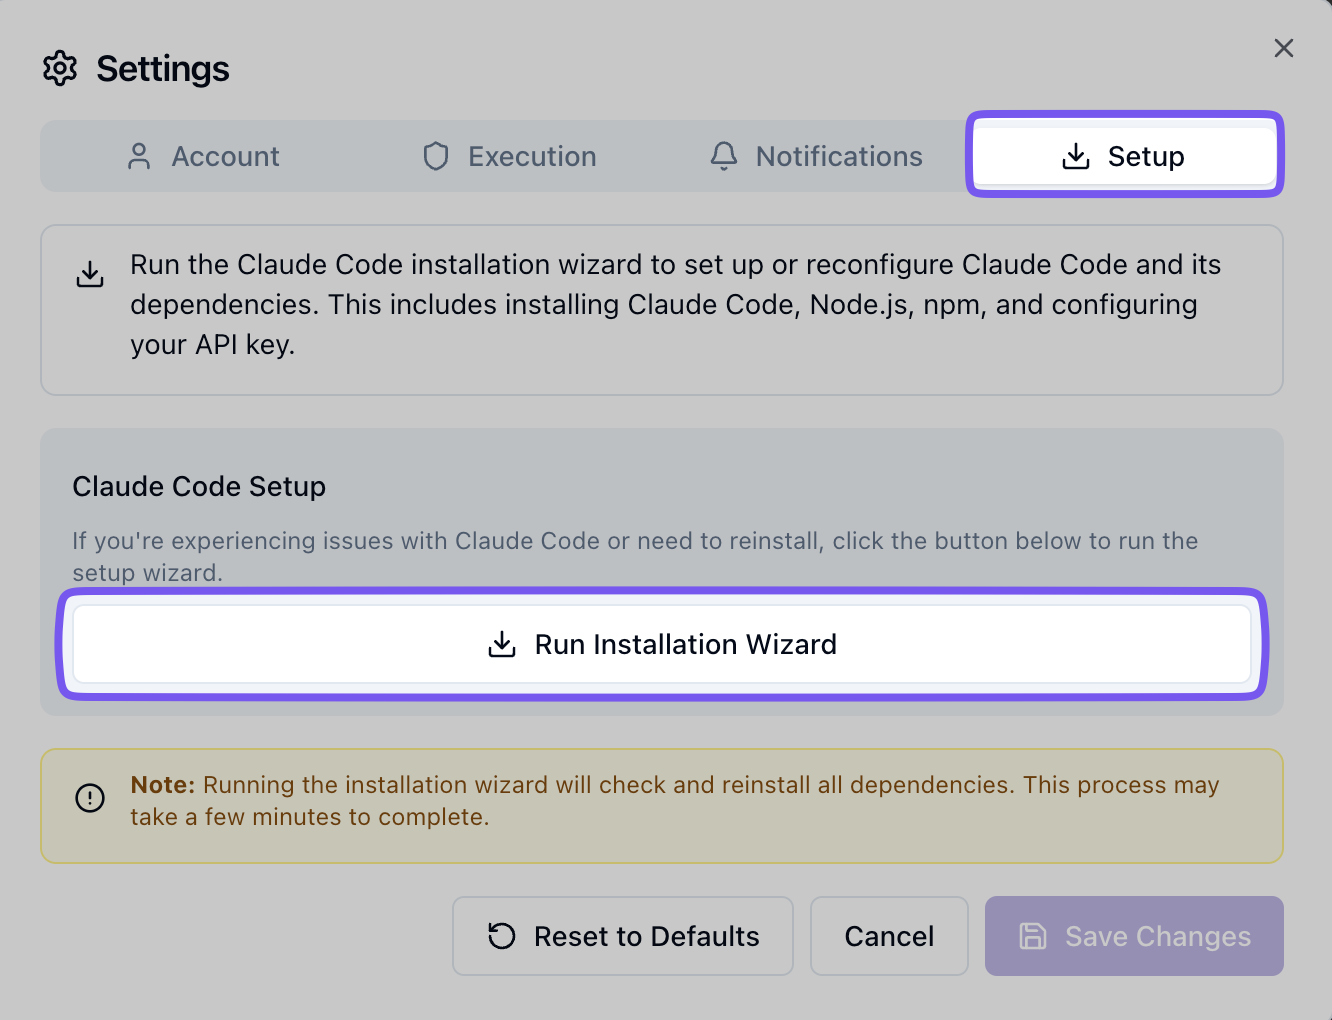 Settings
Account
Execution
Notifications
Setup
Run the Claude Code installation wizard to set up or reconfigure Claude Code and its
dependencies. This includes installing Claude Code, Node.js, npm, and configuring
your API key.
Claude Code Setup
If you're experiencing issues with Claude Code or need to reinstall, click the button below to run the
setup wizard.
Run Installation Wizard
Note: Running the installation wizard will check and reinstall all dependencies. This process may
take a few minutes to complete.
Reset to Defaults
Cancel
Save Changes